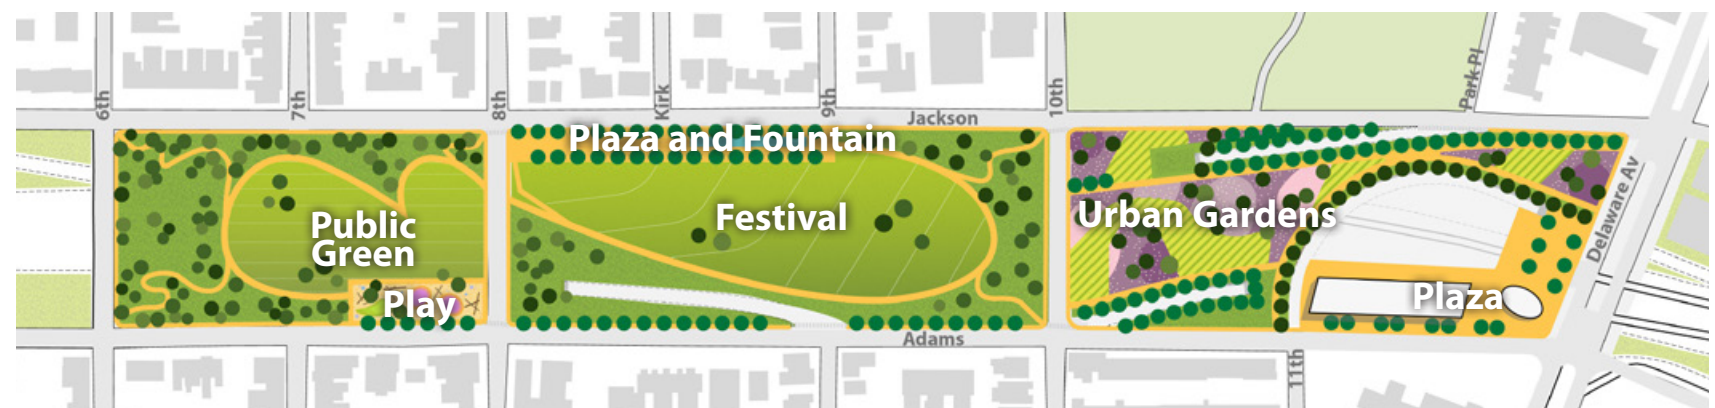 6th
7th
8th
Kirk
9th
Jackson
10th
Park Pl
Plaza and Fountain
Public
Green
Festival
Urban Gardens
Delaware Av
Play
Plaza
Adams
11th